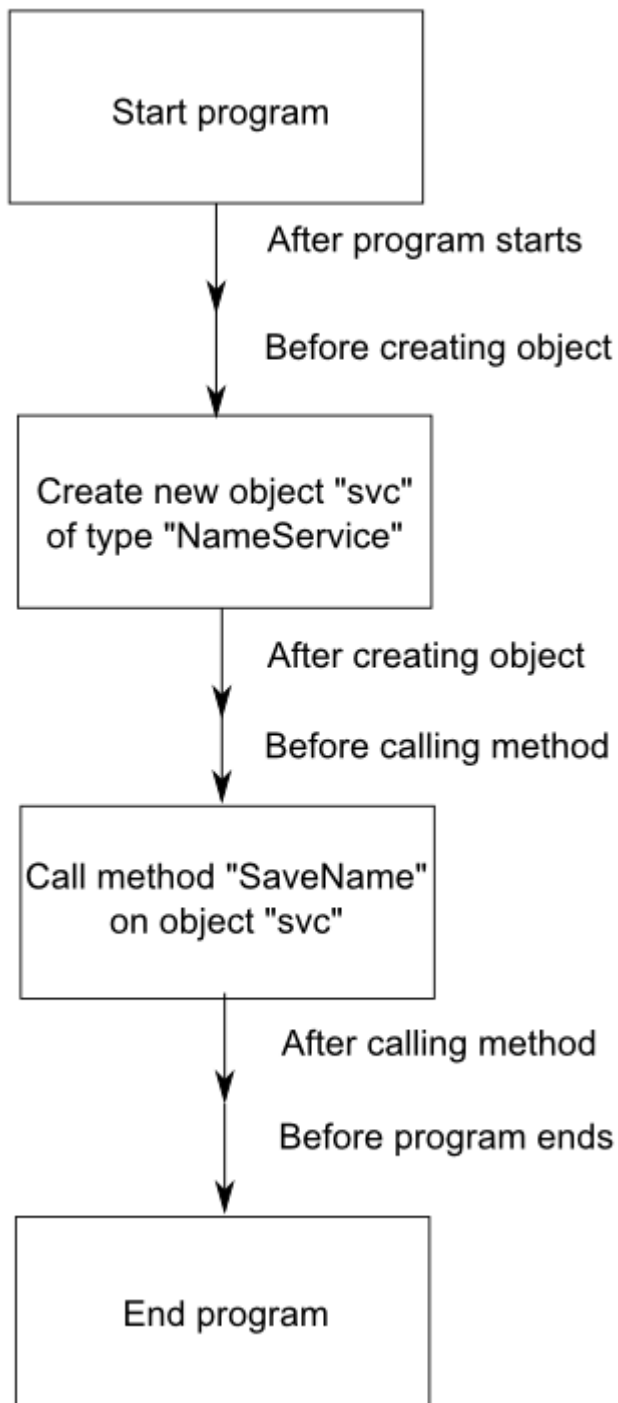 Start program
After program starts
Before creating object
Create new object "svc"
of type "NameService"
After creating object
Before calling method
Call method "SaveName"
on object "svc"
After calling method
Before program ends
End program